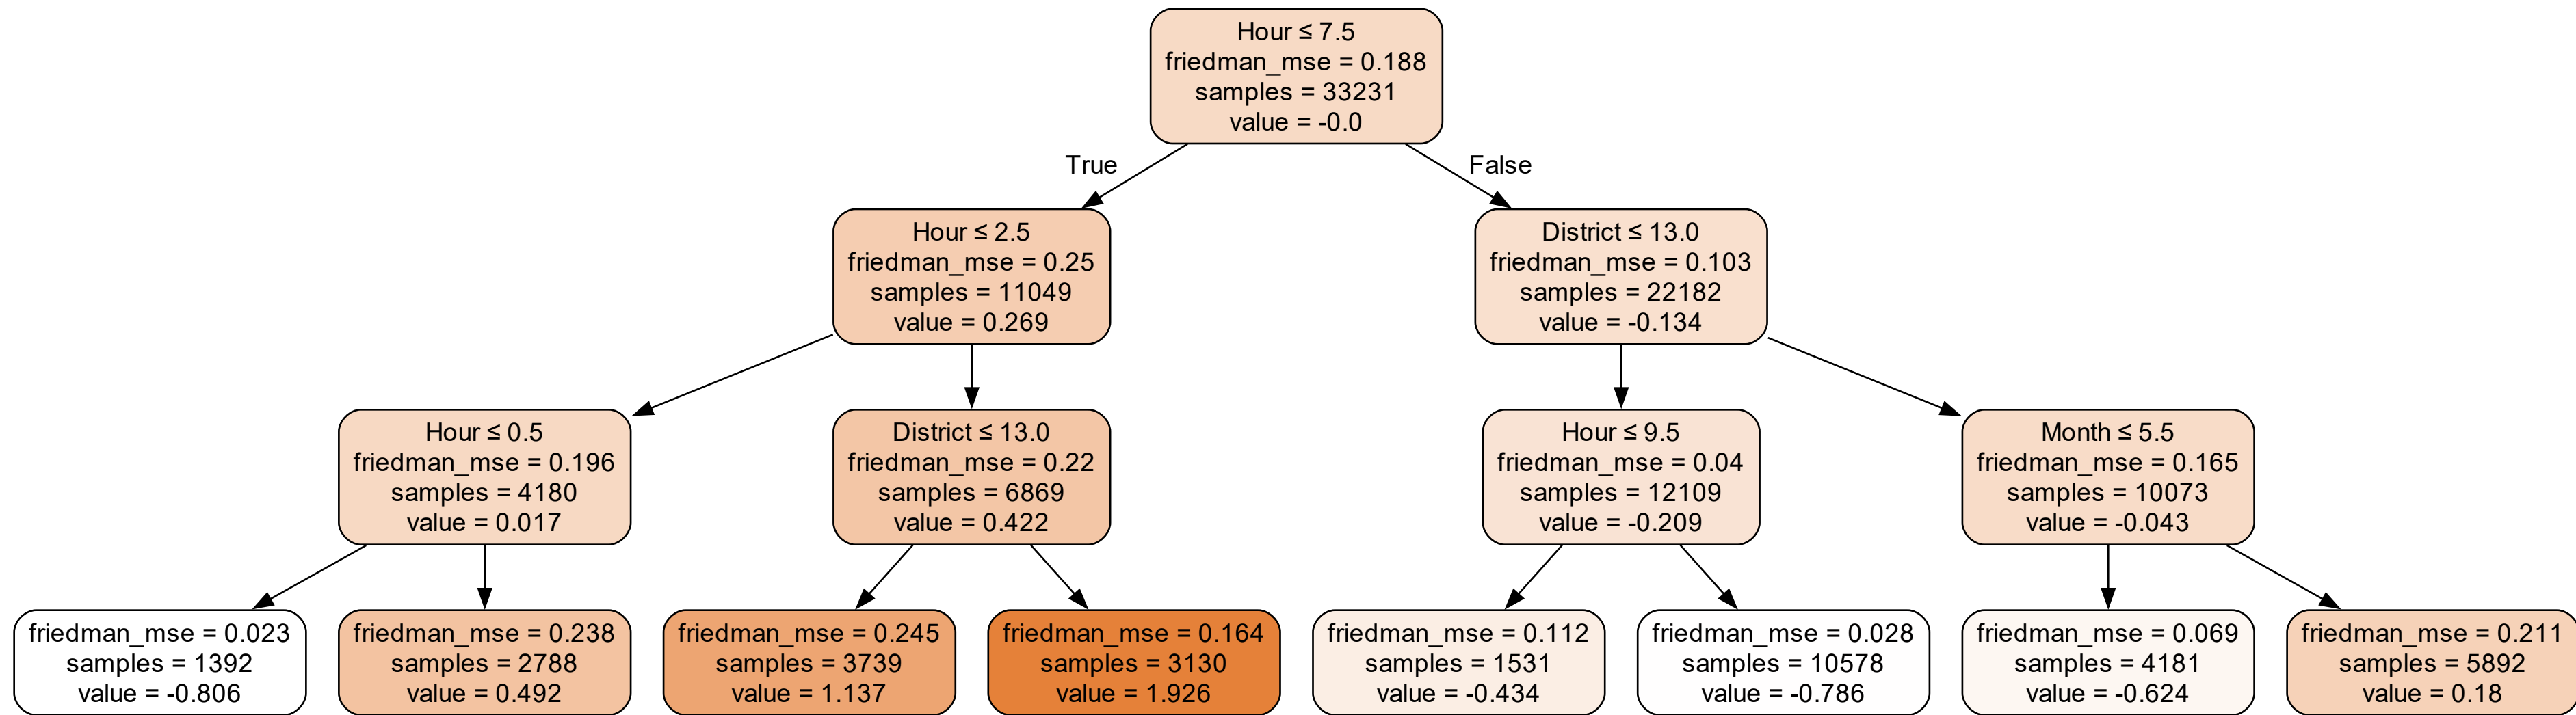 Hour ≤ 7.5
friedman_mse = 0.188
samples = 33231
value = -0.0
True
False
Hour ≤ 2.5
friedman_mse = 0.25
samples = 11049
value = 0.269
District ≤ 13.0
friedman_mse = 0.103
samples = 22182
value = -0.134
Hour ≤ 0.5
friedman_mse = 0.196
samples = 4180
value = 0.017
District ≤ 13.0
friedman_mse = 0.22
samples = 6869
value = 0.422
Hour ≤ 9.5
friedman_mse = 0.04
samples = 12109
value = -0.209
Month ≤ 5.5
friedman_mse = 0.165
samples = 10073
value = -0.043
friedman_mse = 0.023
samples = 1392
value = -0.806
friedman_mse = 0.238
samples = 2788
value = 0.492
friedman_mse = 0.245
samples = 3739
value = 1.137
friedman_mse = 0.164
samples = 3130
value = 1.926
friedman_mse = 0.112
samples = 1531
value = -0.434
friedman_mse = 0.028
samples = 10578
value = -0.786
friedman_mse = 0.069
samples = 4181
value = -0.624
friedman_mse = 0.211
samples = 5892
value = 0.18